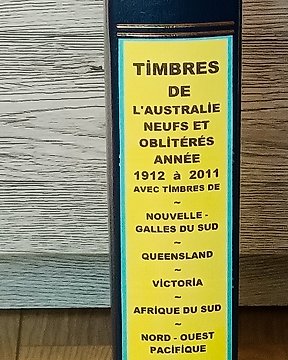 TİMBRES
DE
L'AUSTRALİE
NEUFS ET
OBLİTÉRÉS
ANNÉE
1912 à 2011
AVEC TİMBRES DE
~
NOUVELLE -
GALLES DU SUD
~
QUEENSLAND
~
VİCTORİA
~
AFRİQUE DU SUD
~
NORD - OUEST
PACİFİQUE